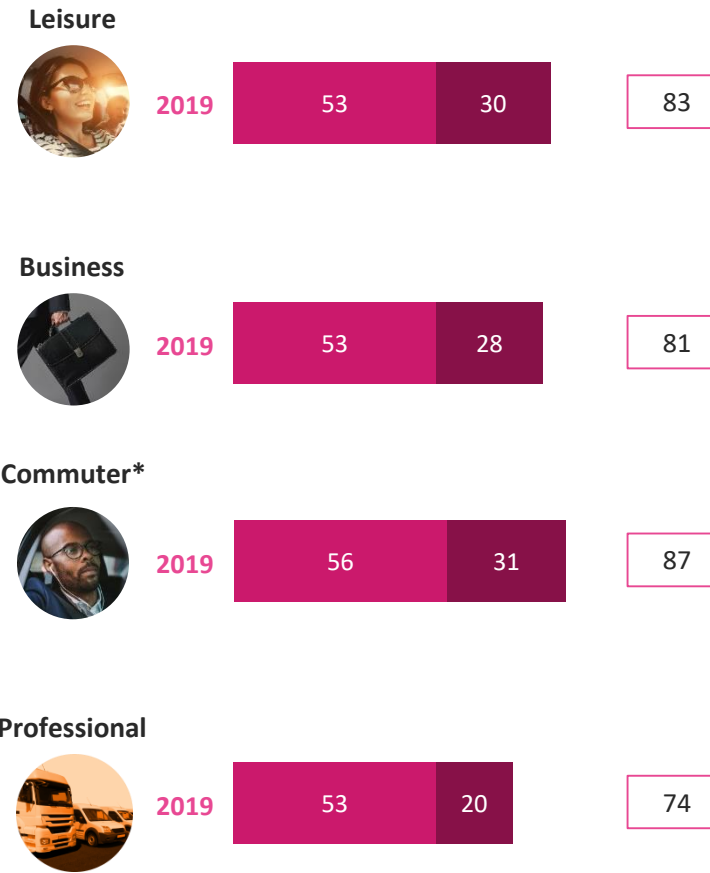 Leisure
2019 53 30 83
Business
2019 53 28 81
Commuter*
2019 56 31 87
Professional
2019 53 20 74